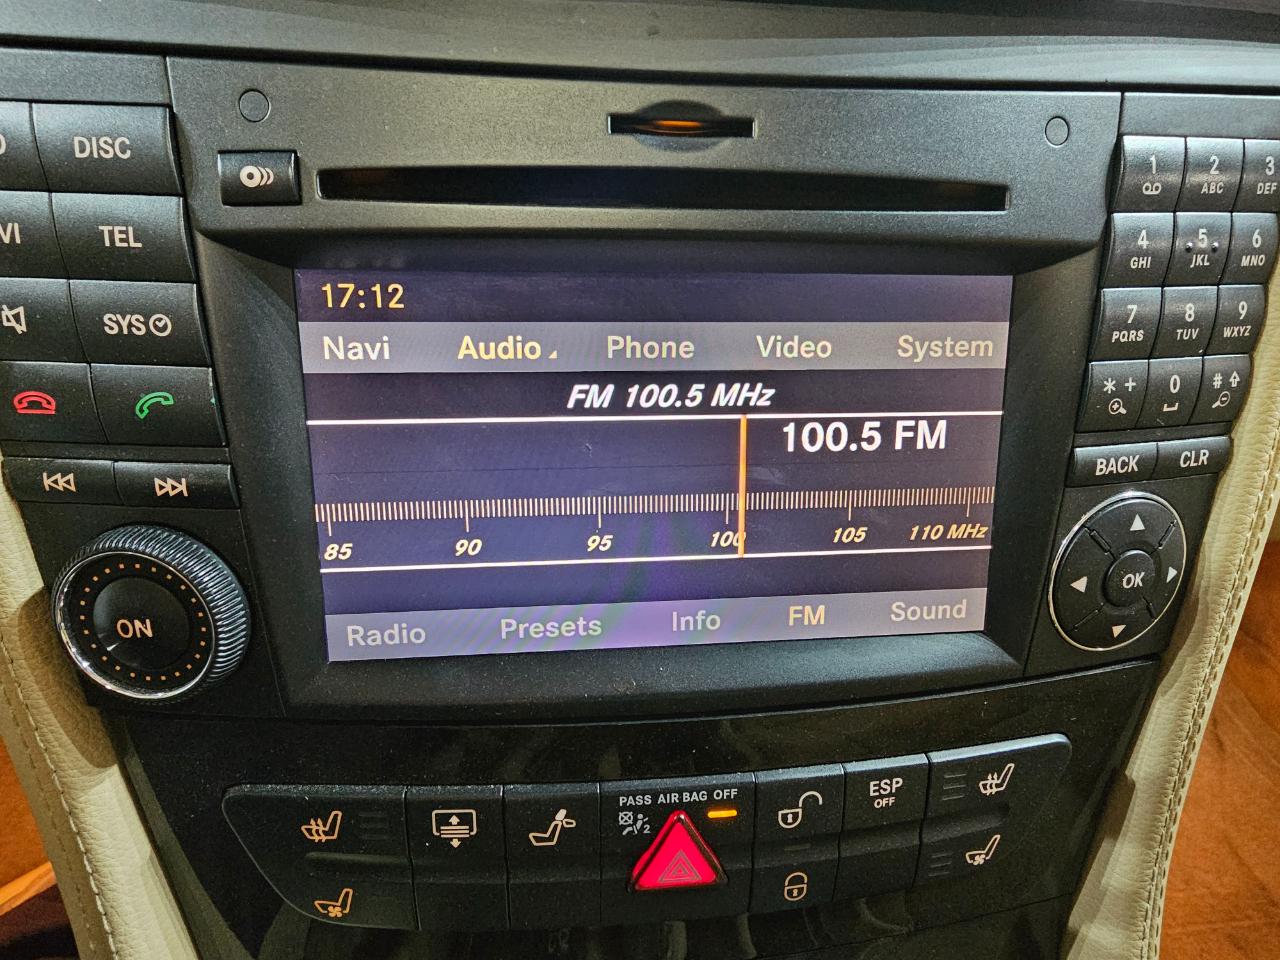 DISC
TEL
SYS
ON
17:12
Navi Audio Phone Video System
FM 100.5 MHz
100.5 FM
85 90 95 100 105 110 MHz
Radio Presets Info FM Sound
1 2 ABC 3 DEF
4 GHI 5 JKL 6 MNO
7 PQRS 8 TUV 9 WXYZ
* + 0 #
BACK CLR
OK
PASS AIR BAG OFF
2
ESP
OFF